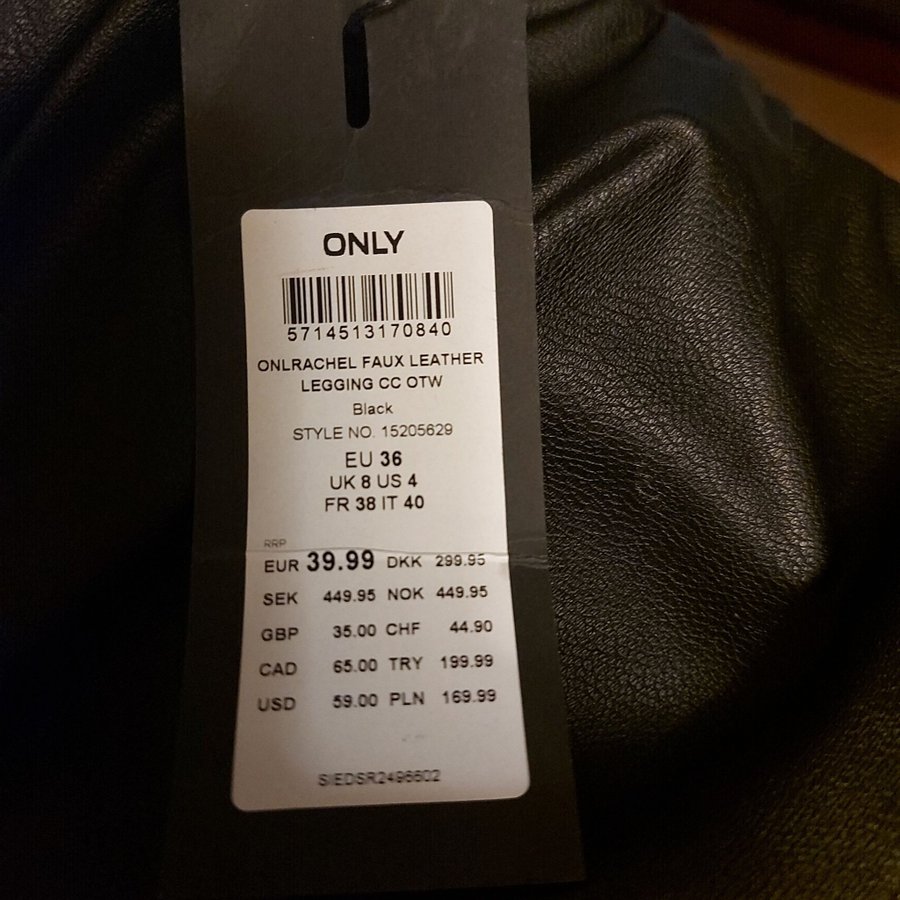 ONLY
5714513170840
ONLRACHEL FAUX LEATHER
LEGGING CC OTW
Black
STYLE NO. 15205629
EU 36
UK 8 US 4
FR 38 IT 40
RRP
EUR 39.99 DKK 299.95
SEK 449.95 NOK 449.95
GBP 35.00 CHF 44.90
CAD 65.00 TRY 199.99
USD 59.00 PLN 169.99
S/EDSR2496602